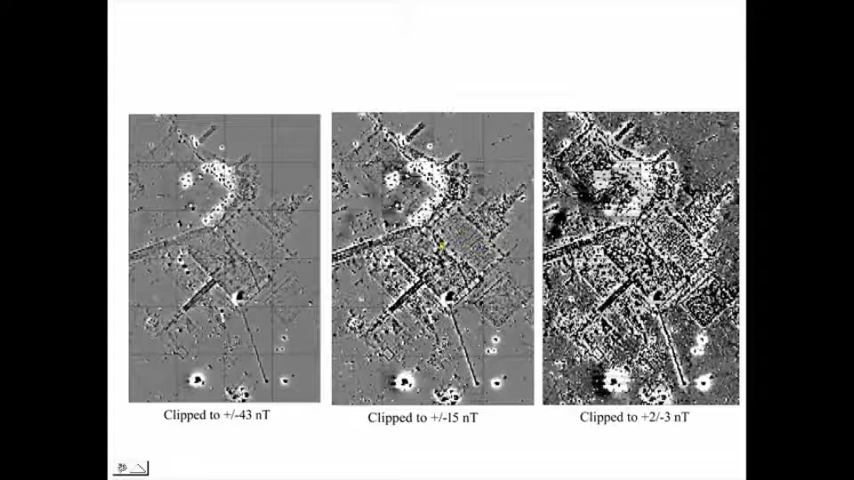 Clipped to +/-43 nT
Clipped to +/-15 nT
Clipped to +2/-3 nT